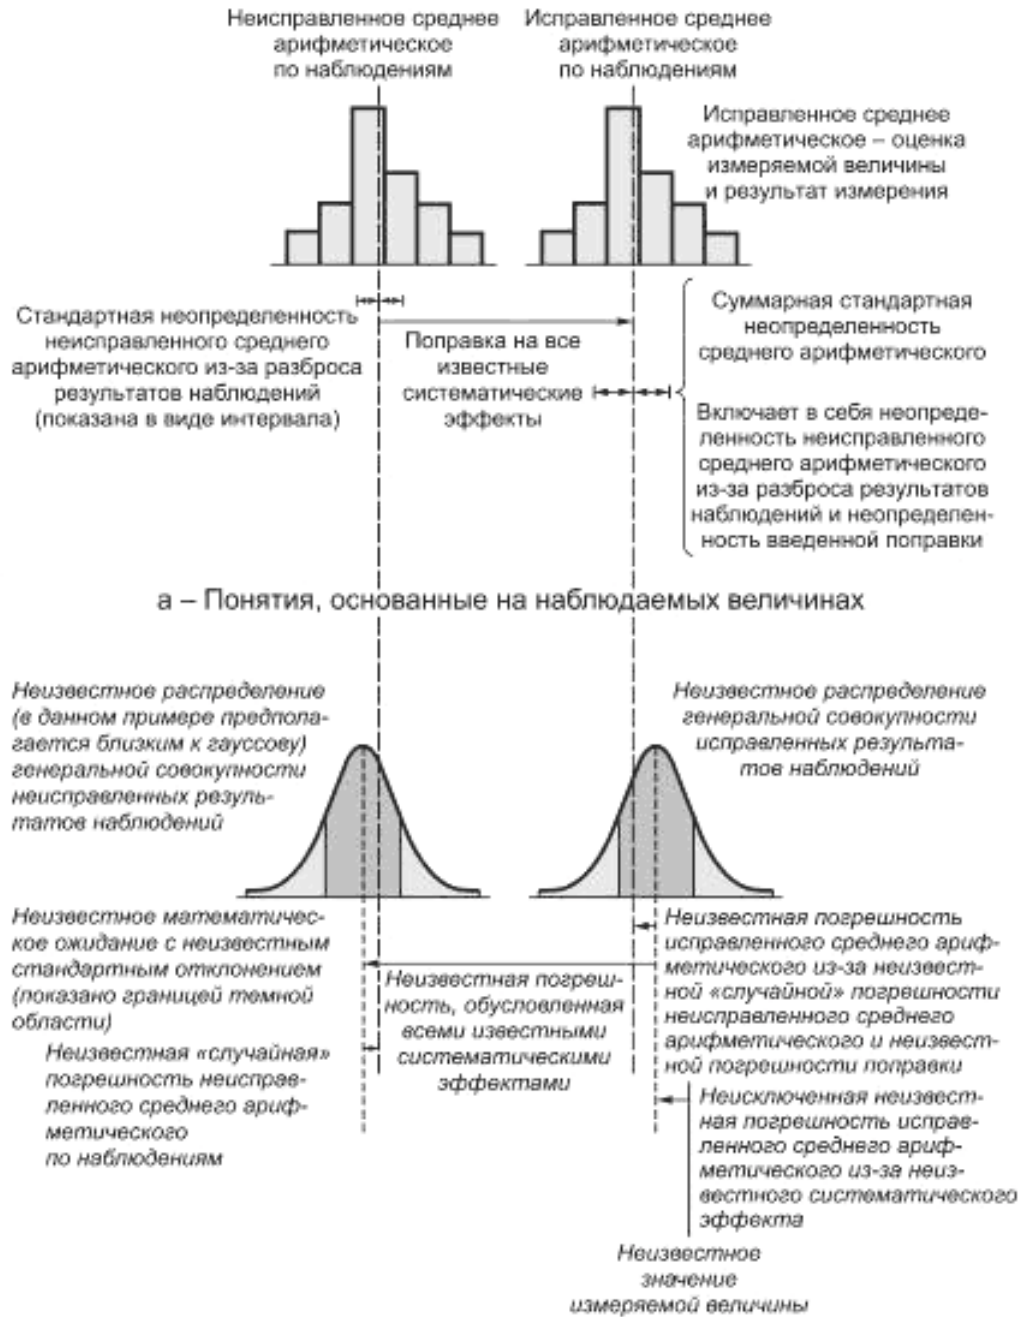 Неисправленное среднее
арифметическое
по наблюдениям
Исправленное среднее
арифметическое
по наблюдениям
Исправленное среднее
арифметическое – оценка
измеряемой величины
и результат измерения
Стандартная неопределенность
неисправленного среднего
арифметического из-за разброса
результатов наблюдений
(показана в виде интервала)
Поправка на все
известные
систематические
эффекты
Суммарная стандартная
неопределенность
среднего арифметического
Включает в себя неопреде-
ленность неисправленного
среднего арифметического
из-за разброса результатов
наблюдений и неопределен-
ность введенной поправки
а – Понятия, основанные на наблюдаемых величинах
Неизвестное распределение
(в данном примере предпола-
гается близким к гауссову)
генеральной совокупности
неисправленных резуль-
татов наблюдений
Неизвестное распределение
генеральной совокупности
исправленных результа-
тов наблюдений
Неизвестное математичес-
кое ожидание с неизвестным
стандартным отклонением
(показано границей темной
области)
Неизвестная «случайная»
погрешность неисправ-
ленного среднего ариф-
метического
по наблюдениям
Неизвестная погреш-
ность, обусловленная
всеми известными
систематическими
эффектами
Неизвестная погрешность
исправленного среднего ариф-
метического из-за неизвест-
ной «случайной» погрешности
неисправленного среднего
арифметического и неизвест-
ной погрешности поправки
Неисключенная неизвест-
ная погрешность исправ-
ленного среднего ариф-
метического из-за неиз-
вестного систематического
эффекта
Неизвестное
значение
измеряемой величины